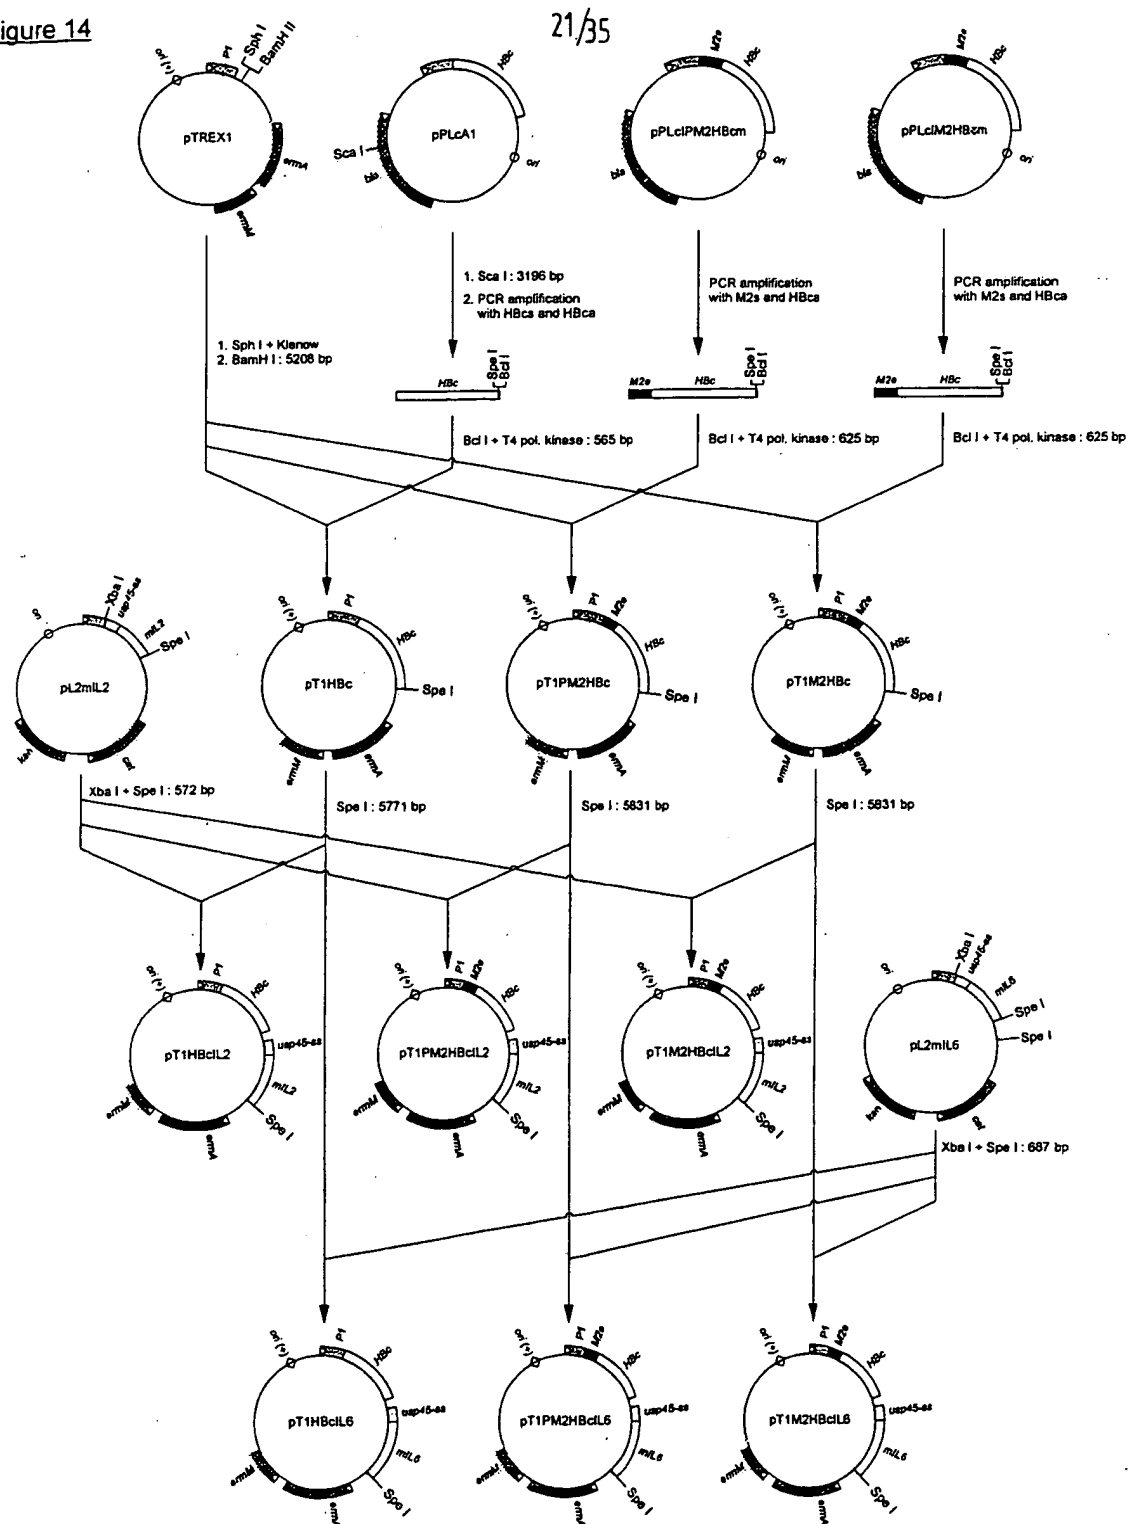 igure 14
21/35
ori (+)
P1
Sph I
BamH II
pTREX1
ermA
ermM
HBc
pPLcA1
Sca I
bla
ori
M2e
HBc
pPLcIPM2HBcm
bla
ori
M2e
HBc
pPLcIM2HBcm
bla
ori
1. Sph I + Klenow
2. BamH I : 5208 bp
1. Sca I : 3196 bp
2. PCR amplification
with HBcs and HBca
PCR amplification
with M2s and HBca
PCR amplification
with M2s and HBca
HBc
Spe I
Bcl I
M2e
HBc
Spe I
Bcl I
M2e
HBc
Spe I
Bcl I
Bcl I + T4 pol. kinase : 565 bp
Bcl I + T4 pol. kinase : 625 bp
Bcl I + T4 pol. kinase : 625 bp
ori
Xba I
usp45-ss
mIL2
Spe I
pL2mIL2
kan
cat
ori (+)
P1
HBc
pT1HBc
Spe I
ermM
ermA
ori (+)
P1
M2e
HBc
pT1PM2HBc
Spe I
ermM
ermA
ori (+)
P1
M2e
HBc
pT1M2HBc
Spe I
ermM
ermA
Xba I + Spe I : 572 bp
Spe I : 5771 bp
Spe I : 5831 bp
Spe I : 5831 bp
ori (+)
P1
HBc
pT1HBcIL2
usp45-ss
mIL2
Spe I
ermM
ermA
ori (+)
P1
M2e
HBc
pT1PM2HBcIL2
usp45-ss
mIL2
Spe I
ermM
ermA
ori (+)
P1
M2e
HBc
pT1M2HBcIL2
usp45-ss
mIL2
Spe I
ermM
ermA
ori
Xba I
usp45-ss
mIL6
Spe I
Spe I
pL2mIL6
kan
cat
Xba I + Spe I : 687 bp
ori (+)
P1
HBc
pT1HBcIL6
usp45-ss
mIL6
Spe I
ermM
ermA
ori (+)
P1
M2e
HBc
pT1PM2HBcIL6
usp45-ss
mIL6
Spe I
ermM
ermA
ori (+)
P1
M2e
HBc
pT1M2HBcIL6
usp45-ss
mIL6
Spe I
ermM
ermA